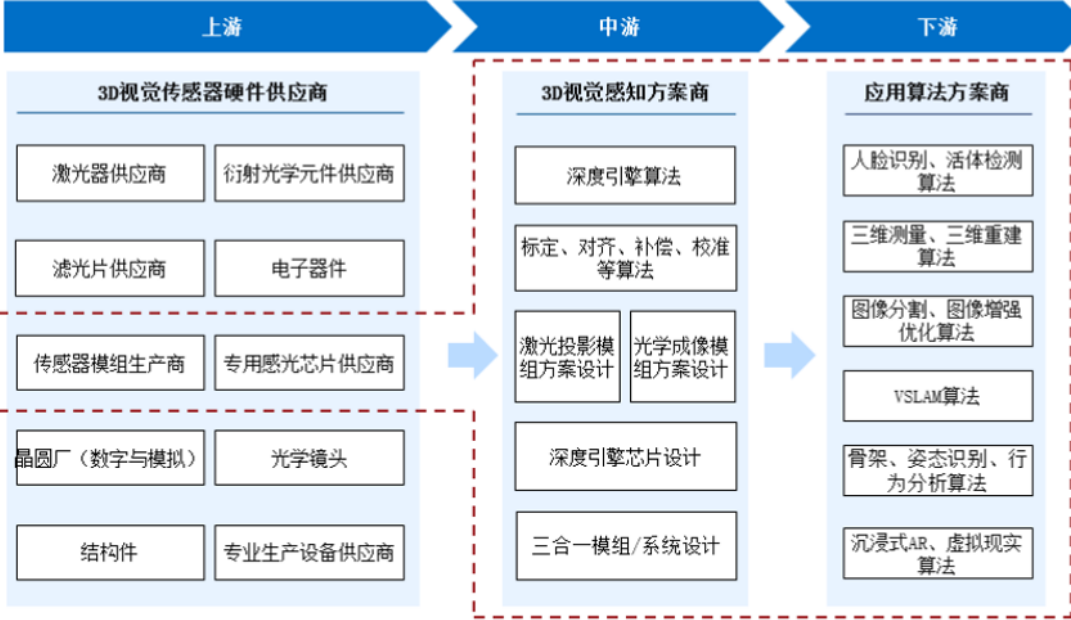 上游
中游
下游
3D视觉传感器硬件供应商
激光器供应商
衍射光学元件供应商
滤光片供应商
电子器件
传感器模组生产商
专用感光芯片供应商
晶圆厂（数字与模拟）
光学镜头
结构件
专业生产设备供应商
3D视觉感知方案商
深度引擎算法
标定、对齐、补偿、校准
等算法
激光投影模
组方案设计
光学成像模
组方案设计
深度引擎芯片设计
三合一模组/系统设计
应用算法方案商
人脸识别、活体检测
算法
三维测量、三维重建
算法
图像分割、图像增强
优化算法
VSLAM算法
骨架、姿态识别、行
为分析算法
沉浸式AR、虚拟现实
算法